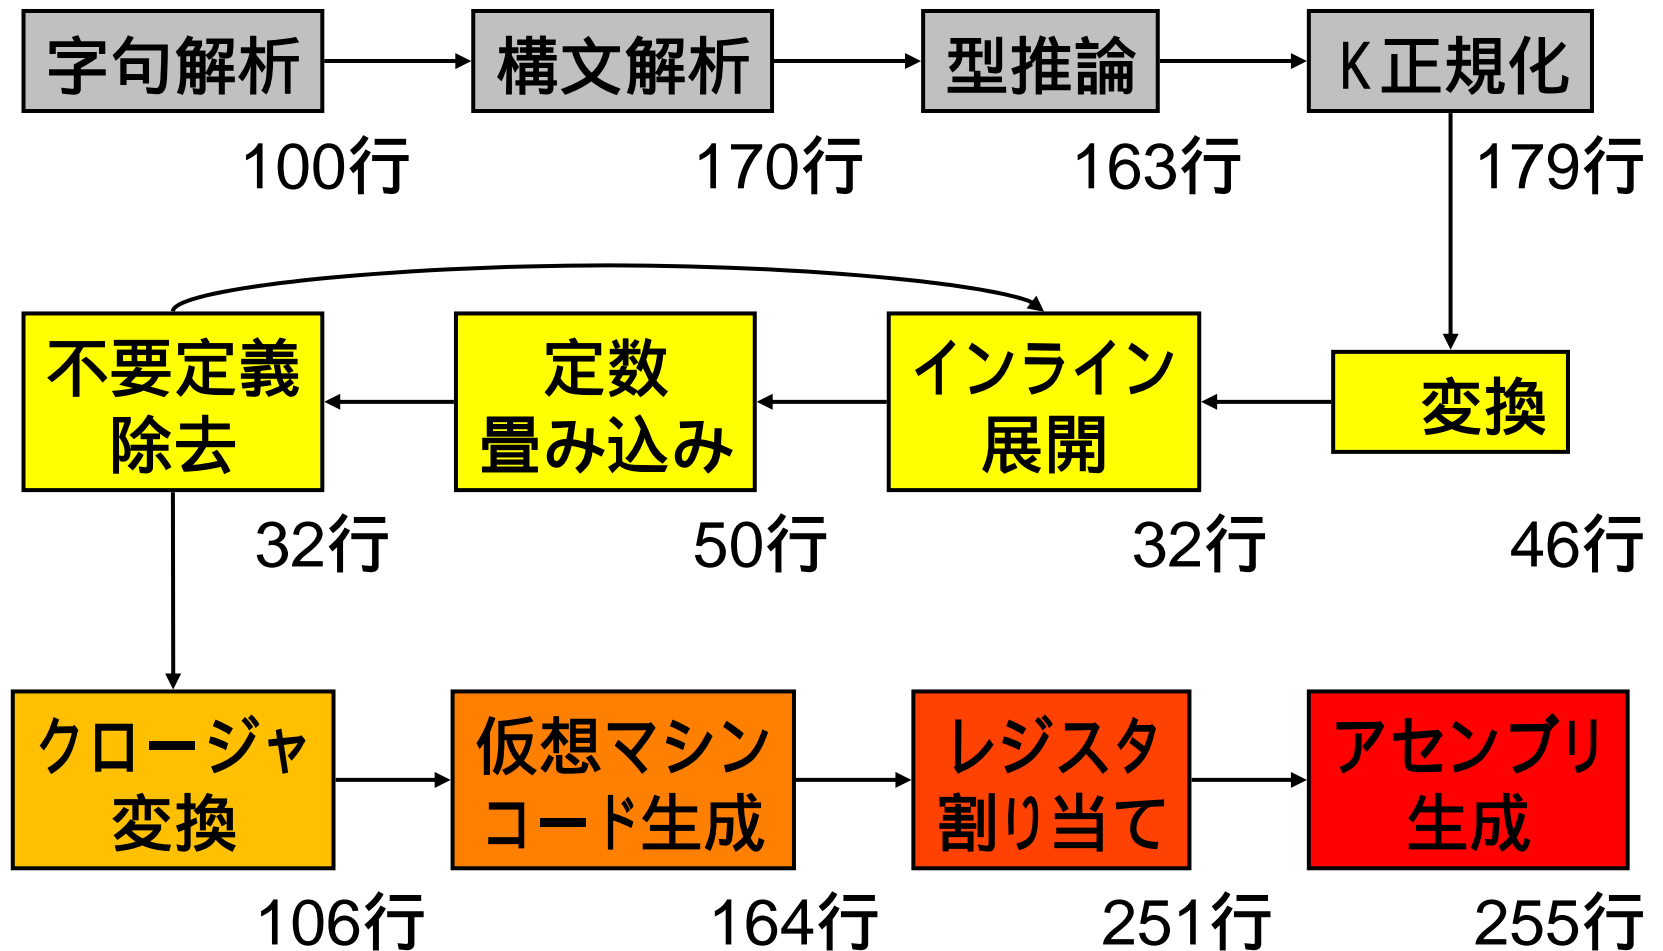 字句解析
構文解析
型推論
K正規化
100行
170行
163行
179行
不要定義
除去
定数
畳み込み
インライン
展開
変換
32行
50行
32行
46行
クロージャ
変換
仮想マシン
コード生成
レジスタ
割り当て
アセンブリ
生成
106行
164行
251行
255行